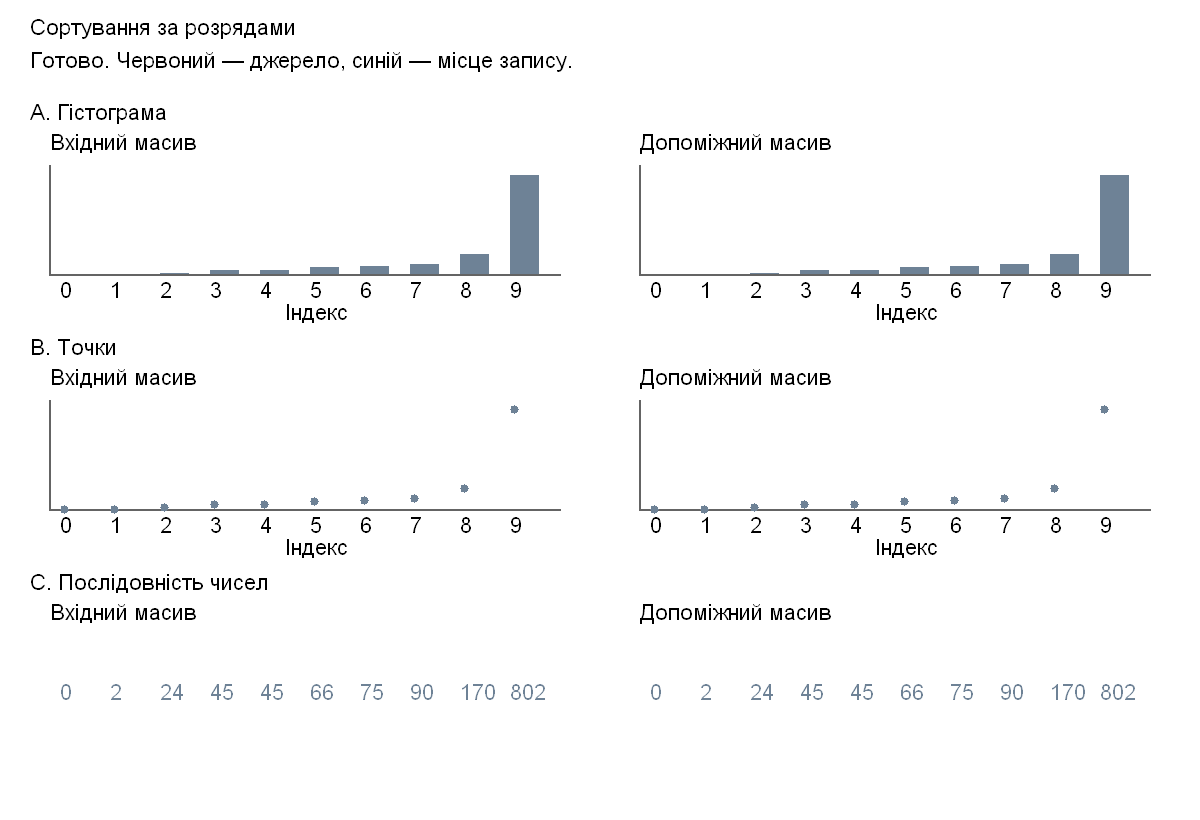 Сортування за розрядами
Готово. Червоний — джерело, синій — місце запису.
A. Гістограма
Вхідний масив
0 1 2 3 4 5 6 7 8 9
Індекс
Допоміжний масив
0 1 2 3 4 5 6 7 8 9
Індекс
B. Точки
Вхідний масив
0 1 2 3 4 5 6 7 8 9
Індекс
Допоміжний масив
0 1 2 3 4 5 6 7 8 9
Індекс
C. Послідовність чисел
Вхідний масив
0 2 24 45 45 66 75 90 170 802
Допоміжний масив
0 2 24 45 45 66 75 90 170 802